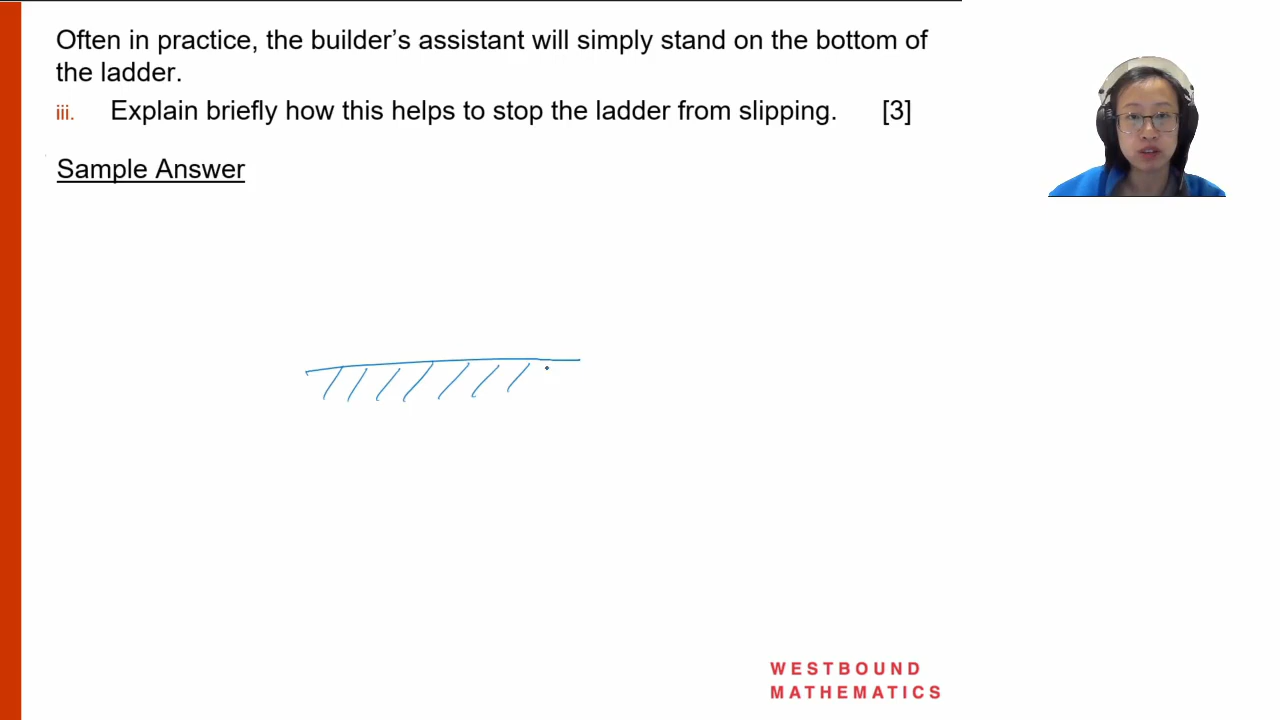 Often in practice, the builder’s assistant will simply stand on the bottom of
the ladder.
iii. Explain briefly how this helps to stop the ladder from slipping. [3]
Sample Answer
WESTBOUND
MATHEMATICS